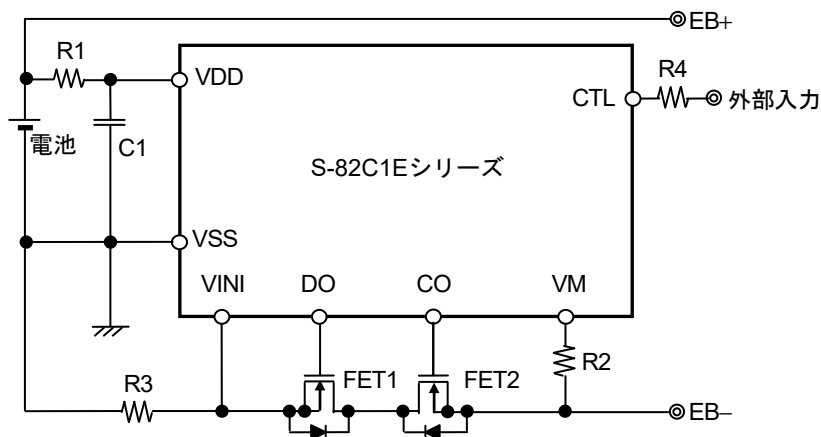 EB+
R1
VDD
R4
CTL
外部入力
電池
C1
S-82C1Eシリーズ
VSS
VINI
DO
CO
VM
R2
R3
FET1
FET2
EB−